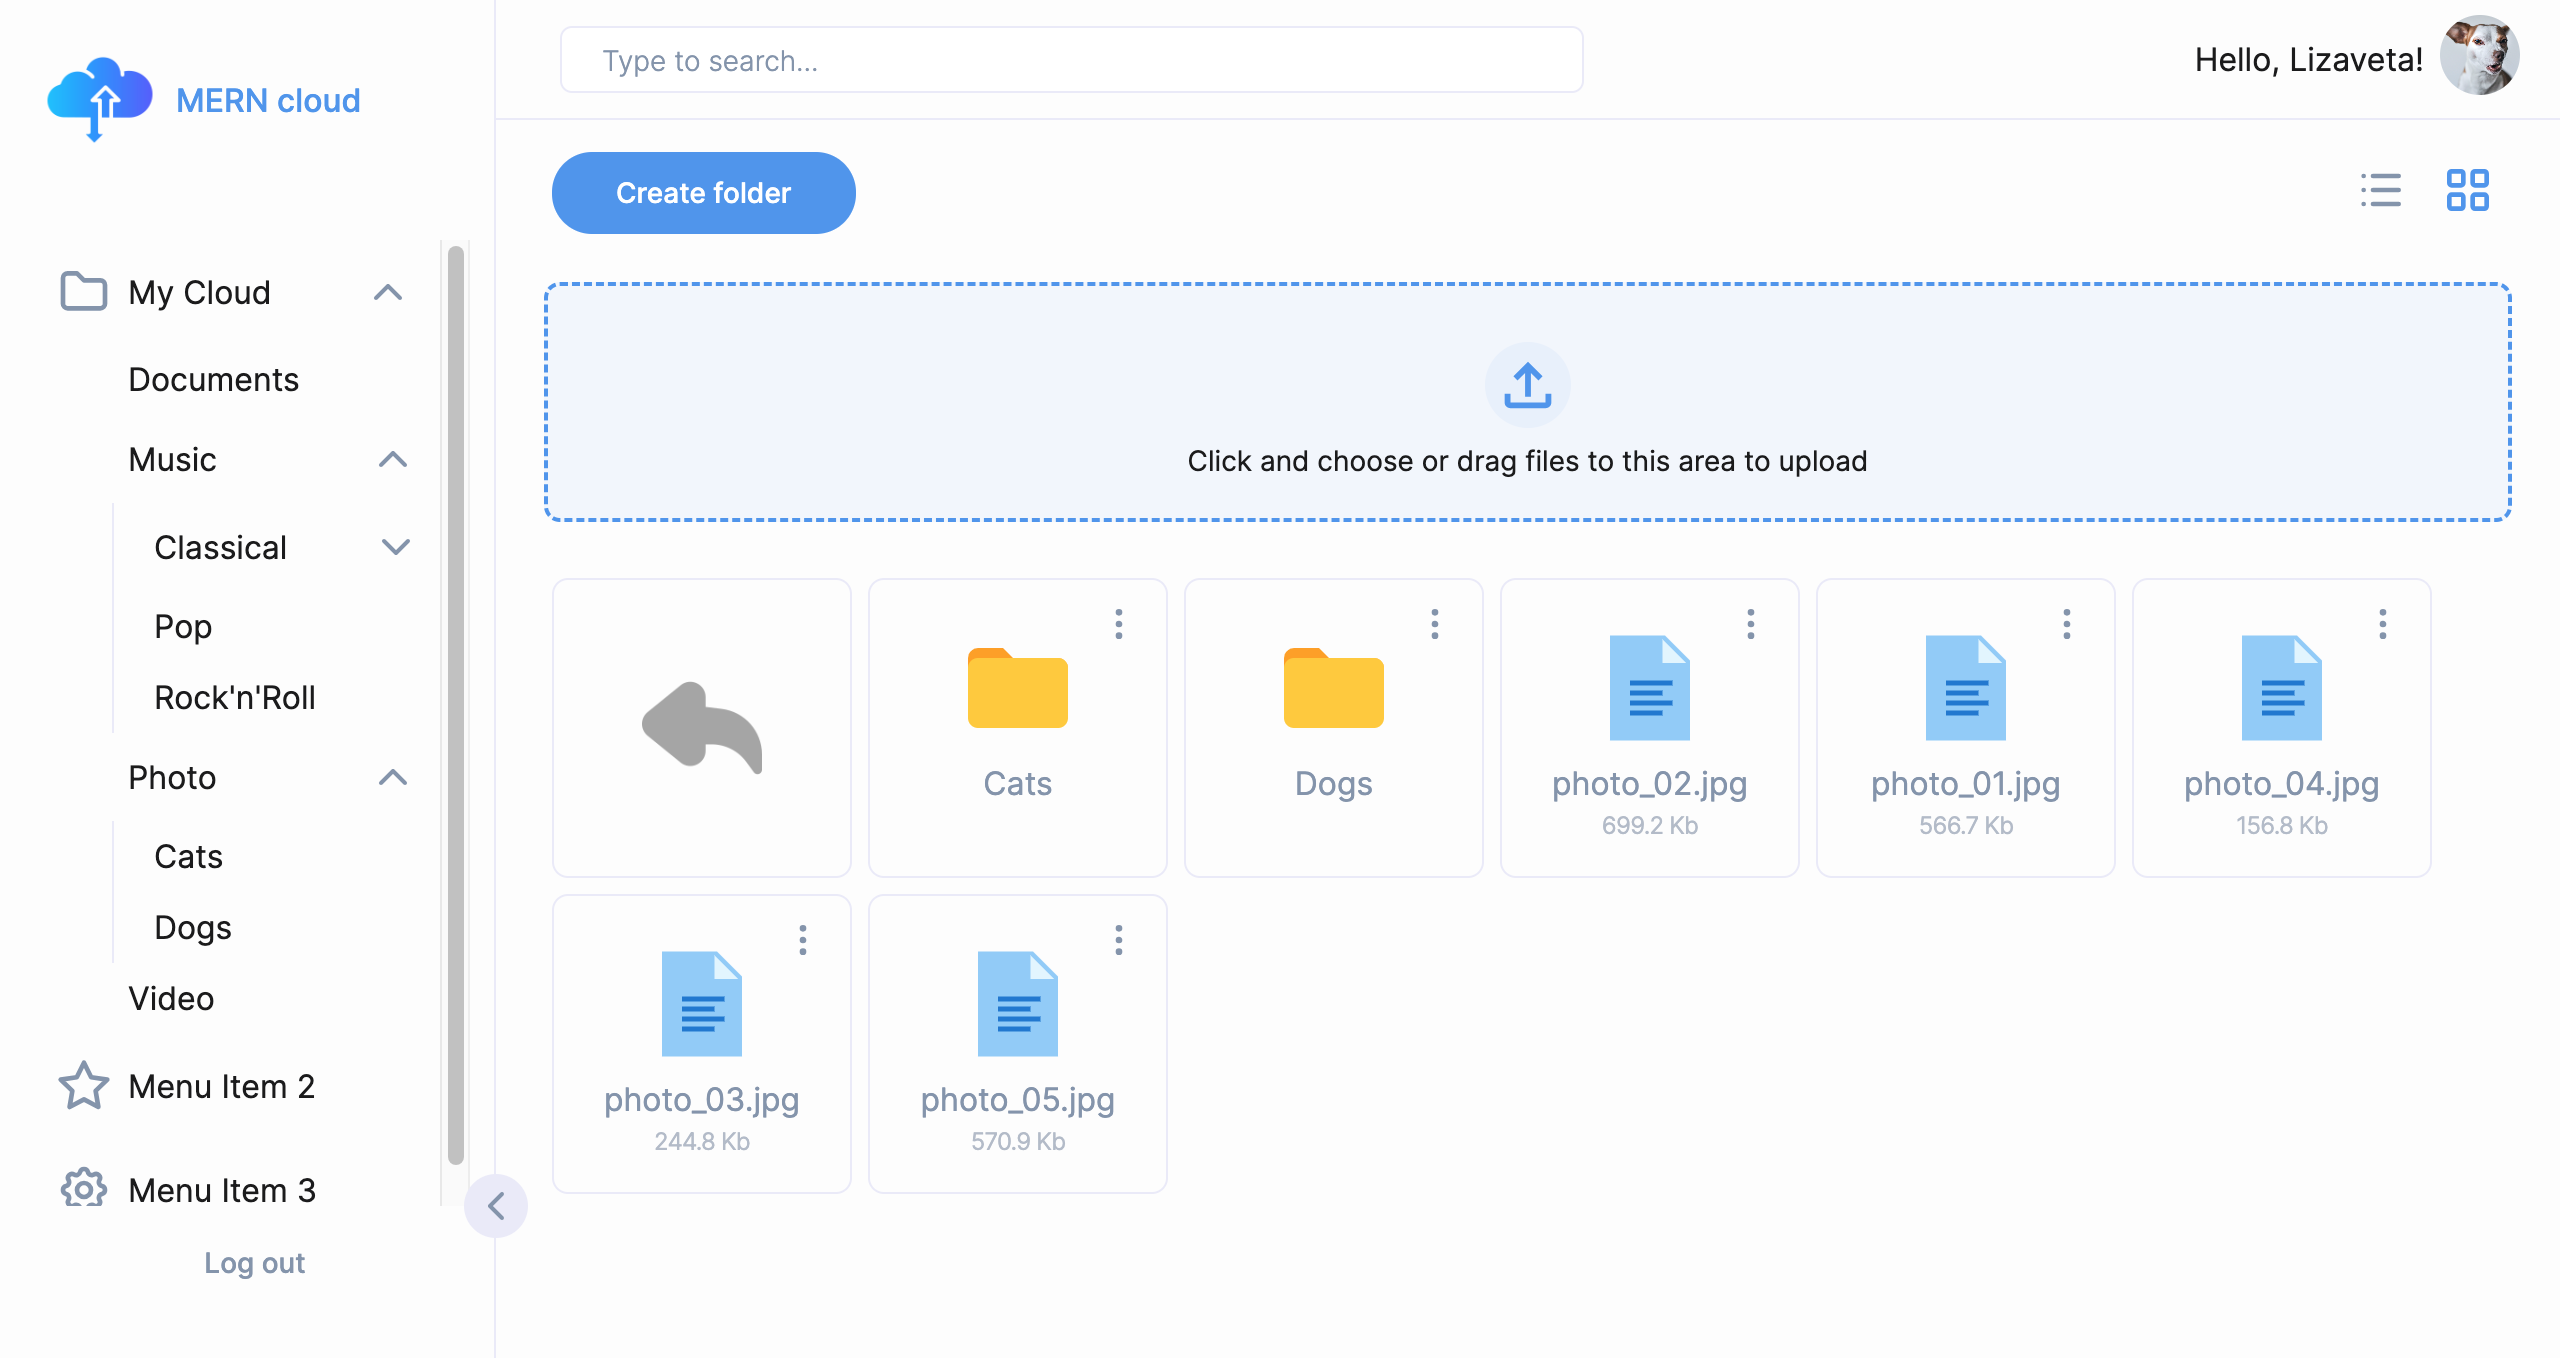 MERN cloud
My Cloud
Documents
Music
Classical
Pop
Rock'n'Roll
Photo
Cats
Dogs
Video
Menu Item 2
Menu Item 3
Log out
Type to search...
Hello, Lizaveta!
Create folder
Click and choose or drag files to this area to upload
Cats
Dogs
photo_02.jpg
699.2 Kb
photo_01.jpg
566.7 Kb
photo_04.jpg
156.8 Kb
photo_03.jpg
244.8 Kb
photo_05.jpg
570.9 Kb